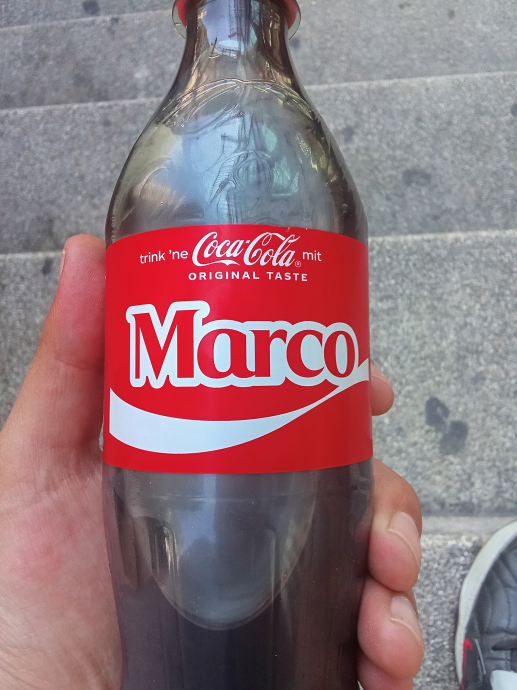 trink 'ne Coca-Cola® mit
ORIGINAL TASTE
Marco